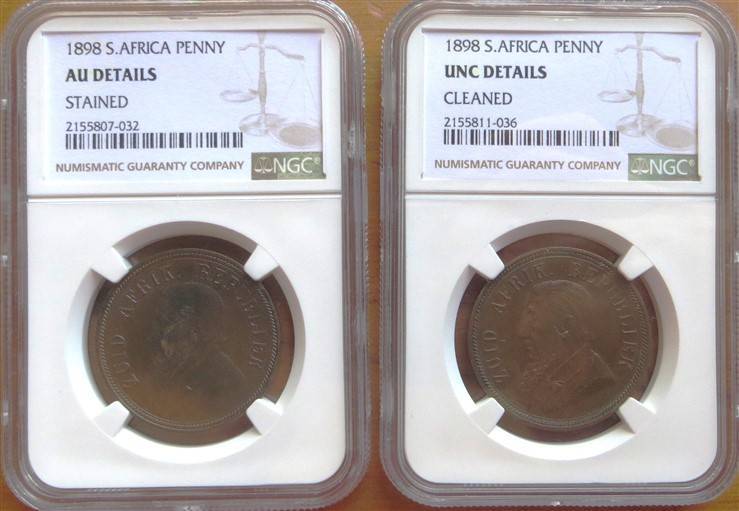 1898 S.AFRICA PENNY
AU DETAILS
STAINED
2155807-032
NUMISMATIC GUARANTY COMPANY NGC®
ZUID AFRIK. REPUBLIEK
1898 S.AFRICA PENNY
UNC DETAILS
CLEANED
2155811-036
NUMISMATIC GUARANTY COMPANY NGC®
ZUID AFRIK. REPUBLIEK